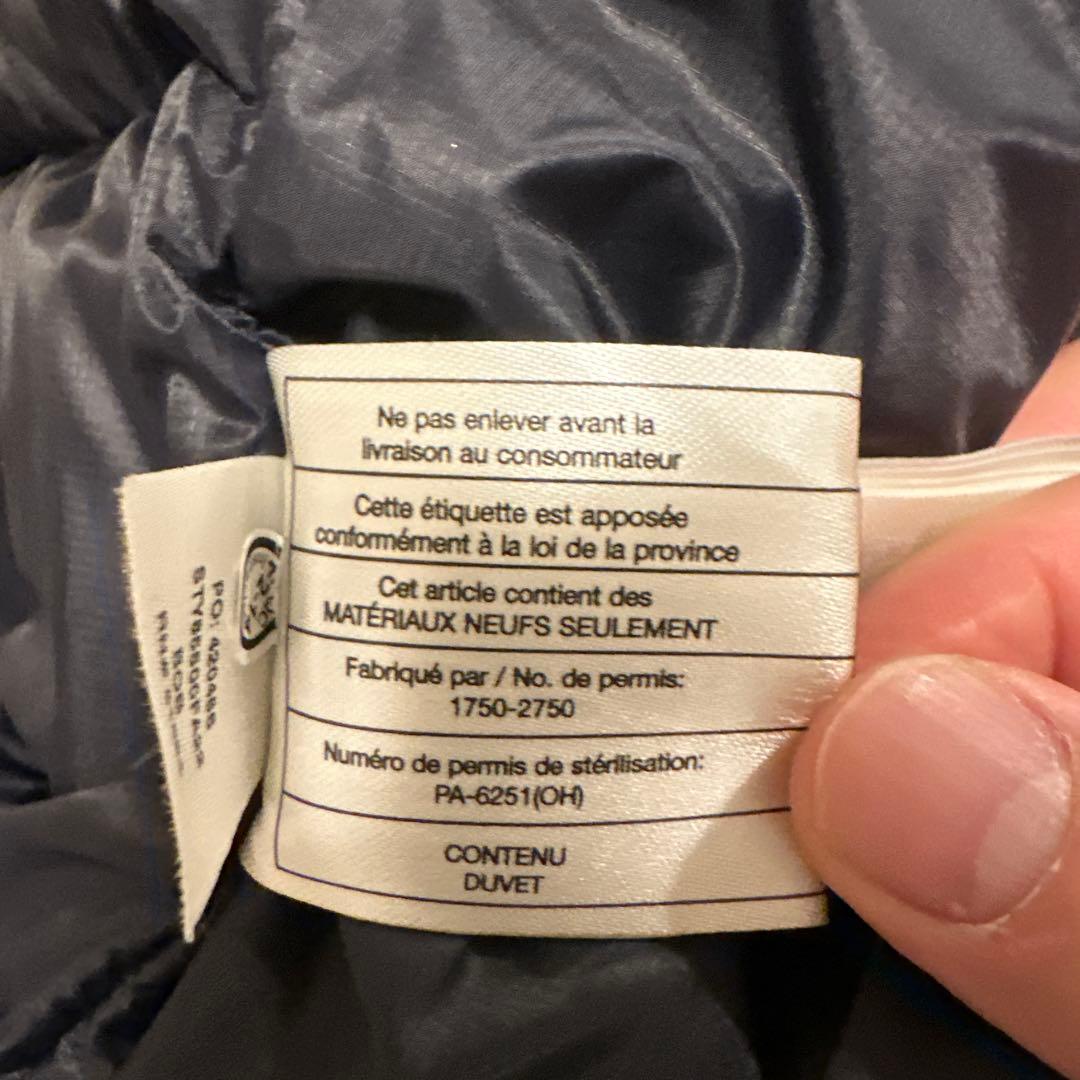 Ne pas enlever avant la
livraison au consommateur
Cette étiquette est apposée
conformément à la loi de la province
Cet article contient des
MATÉRIAUX NEUFS SEULEMENT
Fabriqué par / No. de permis:
1750-2750
Numéro de permis de stérilisation:
PA-6251(OH)
CONTENU
DUVET
PO: 420486